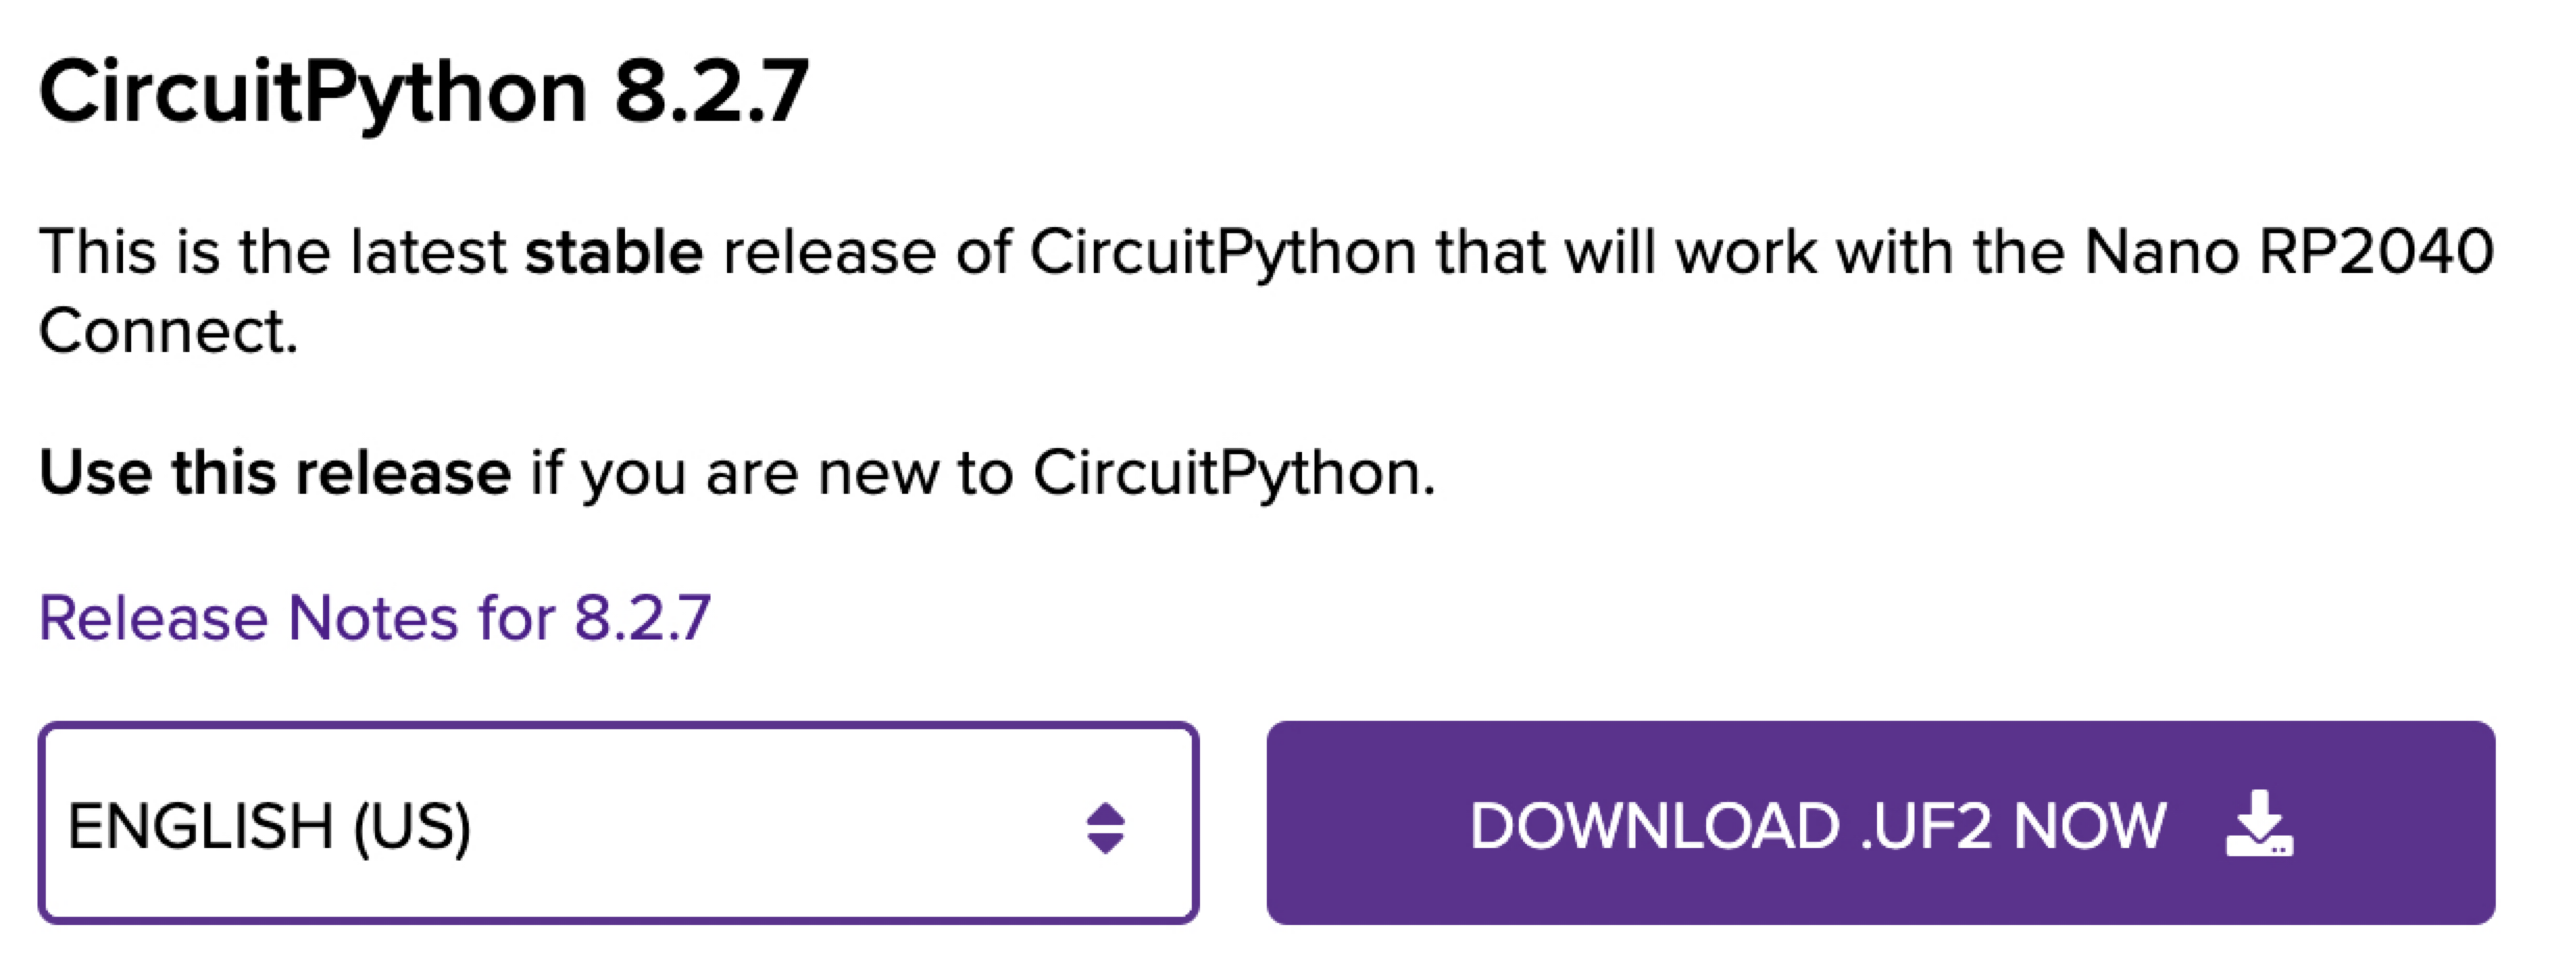 CircuitPython 8.2.7
This is the latest stable release of CircuitPython that will work with the Nano RP2040
Connect.
Use this release if you are new to CircuitPython.
Release Notes for 8.2.7
ENGLISH (US)
DOWNLOAD .UF2 NOW